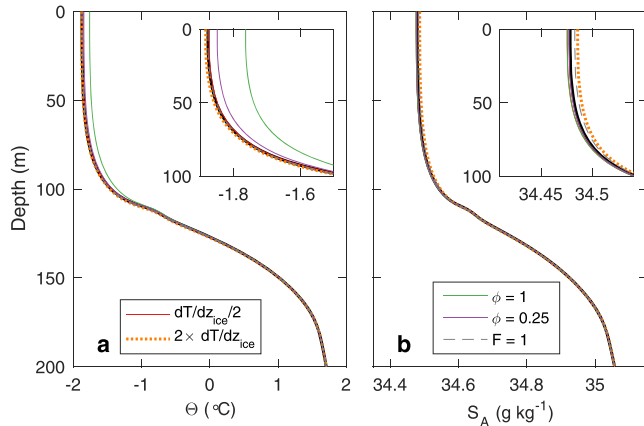 0
50
100
150
200
Depth (m)
-2
-1
0
1
2
Θ (°C)
0
50
100
-1.8
-1.6
dT/dz_ice/2
2× dT/dz_ice
a
34.4
34.6
34.8
35
S_A (g kg⁻¹)
0
50
100
34.45
34.5
ϕ = 1
ϕ = 0.25
F = 1
b